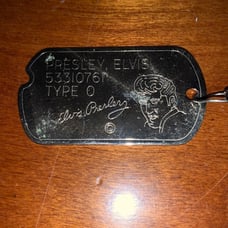 PRESLEY, ELVIS
53310761
TYPE O
Elvis Presley